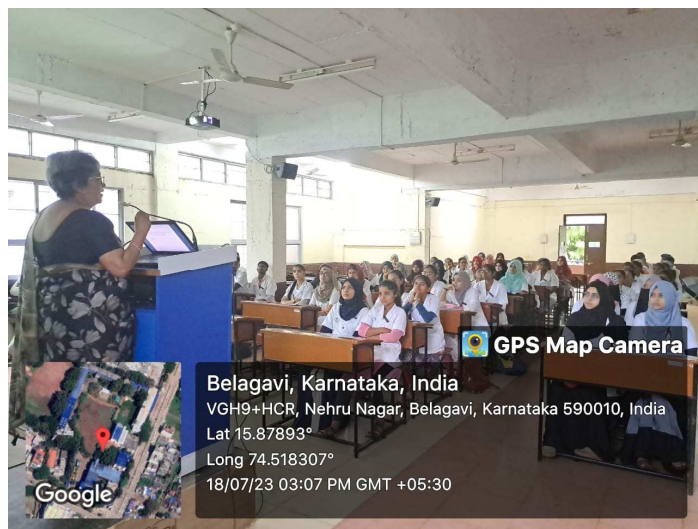 GPS Map Camera
Belagavi, Karnataka, India
VGH9+HCR, Nehru Nagar, Belagavi, Karnataka 590010, India
Lat 15.87893°
Long 74.518307°
18/07/23 03:07 PM GMT +05:30
Google